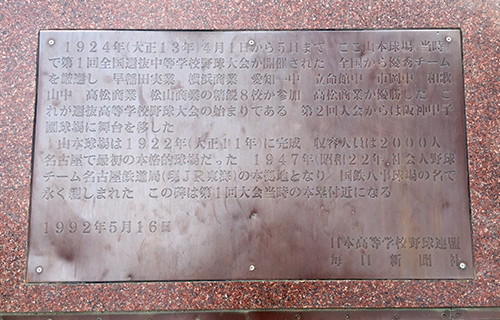 1924年(大正13年)4月1日から5日まで ここ山本球場 当時
で第1回全国選抜中等学校野球大会が開催された 全国から優秀チーム
を厳選し 早稲田実業 横浜商業 愛知一中 立命館中 市岡中 和歌
山中 高松商業 松山商業の精鋭8校が参加 高松商業が優勝した こ
れが選抜高等学校野球大会の始まりである 第2回大会からは阪神甲子
園球場に舞台を移した
山本球場は1922年(大正11年)に完成 収容人員は2000人
名古屋で最初の本格的球場だった 1947年(昭和22年 社会人野球
チーム名古屋鉄道局(現JR東海)の本拠地となり 国鉄八事球場の名で
永く親しまれた この碑は第1回大会当時の本塁付近になる
1992年5月16日
日本高等学校野球連盟
毎日新聞社